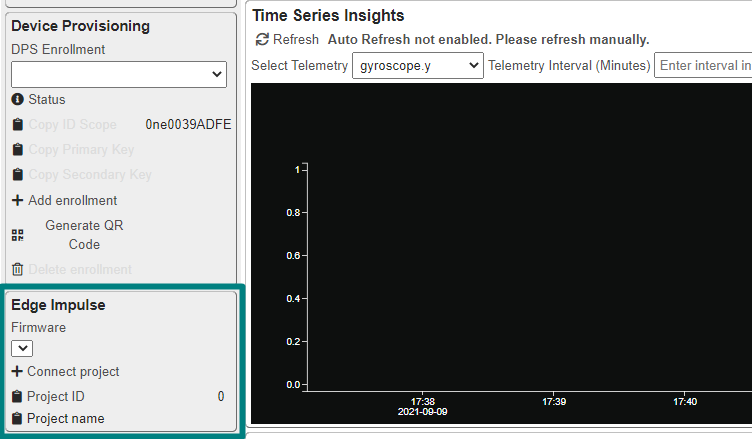 Device Provisioning
DPS Enrollment
Status
Copy ID Scope 0ne0039ADFE
Copy Primary Key
Copy Secondary Key
Add enrollment
Generate QR
Code
Delete enrollment
Edge Impulse
Firmware
Connect project
Project ID 0
Project name
Time Series Insights
Refresh Auto Refresh not enabled. Please refresh manually.
Select Telemetry gyroscope.y Telemetry Interval (Minutes) Enter interval in
1
0.8
0.6
0.4
0.2
0.0
17:38 17:39 17:40
2021-09-09